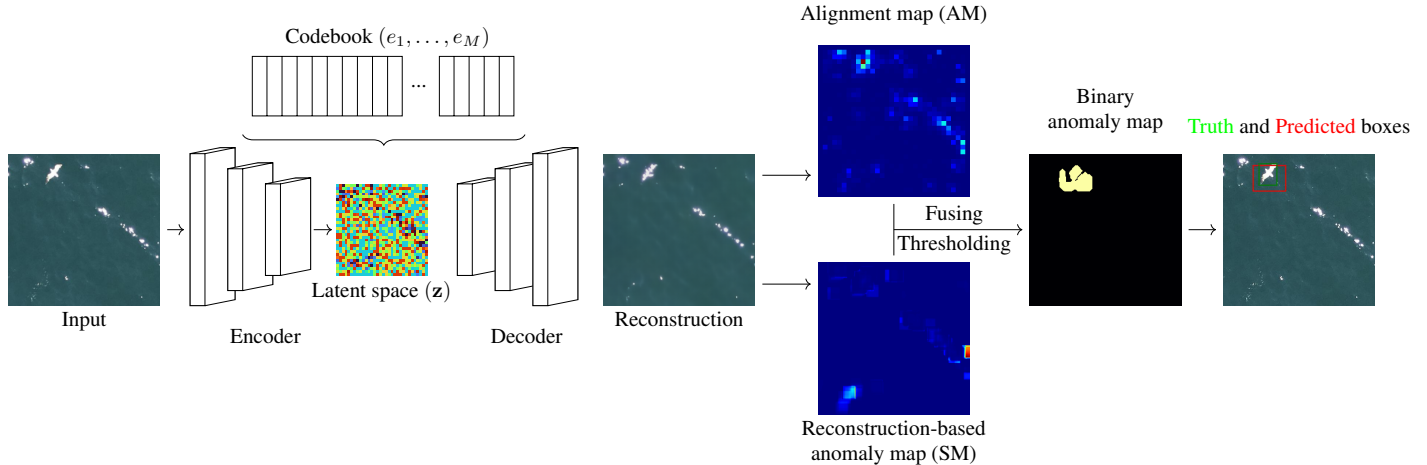 Alignment map (AM)
Codebook (e₁, . . . , e_M)
...
Binary
anomaly map
Truth and Predicted boxes
Fusing
Thresholding
Latent space (z)
Input
Encoder
Decoder
Reconstruction
Reconstruction-based
anomaly map (SM)